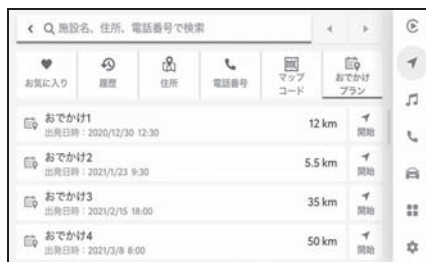 施設名、住所、電話番号で検索
お気に入り
履歴
住所
電話番号
マップ
コード
おでかけ
プラン
おでかけ1
出発日時：2020/12/30 12:30
12 km
開始
おでかけ2
出発日時：2021/1/23 9:30
5.5 km
開始
おでかけ3
出発日時：2021/2/15 18:00
35 km
開始
おでかけ4
出発日時：2021/3/8 8:00
50 km
開始